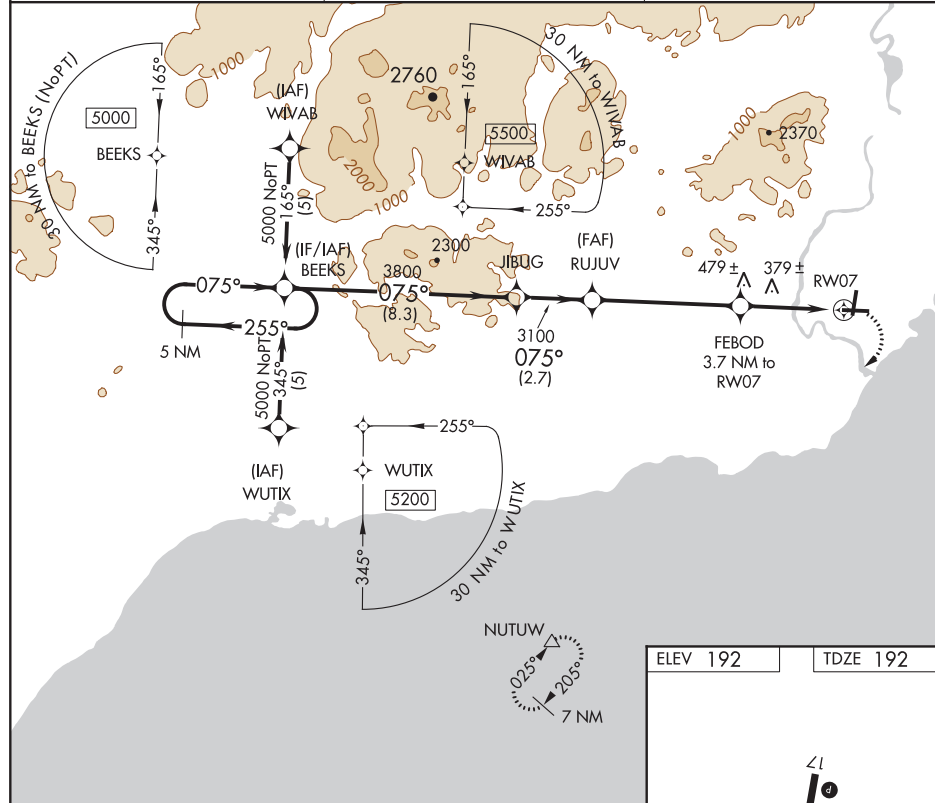 30 NM to BEEKS (NoPT)
165°
5000
BEEKS
345°
1000
(IAF)
WIVAB
5000 NoPT
165°
(5)
2760
2000
1000
165°
5500
WIVAB
255°
30 NM to WIVAB
1000
2370
075°
255°
5 NM
(IF/IAF)
BEEKS
2300
3800
075°
(8.3)
JIBUG
3100
075°
(2.7)
(FAF)
RUJUV
479 ±
379 ±
RW07
FEBOD
3.7 NM to
RW07
5000 NoPT
345°
(5)
(IAF)
WUTIX
255°
WUTIX
5200
345°
30 NM to WUTIX
NUTUW
025°
205°
7 NM
ELEV 192
TDZE 192
17
P